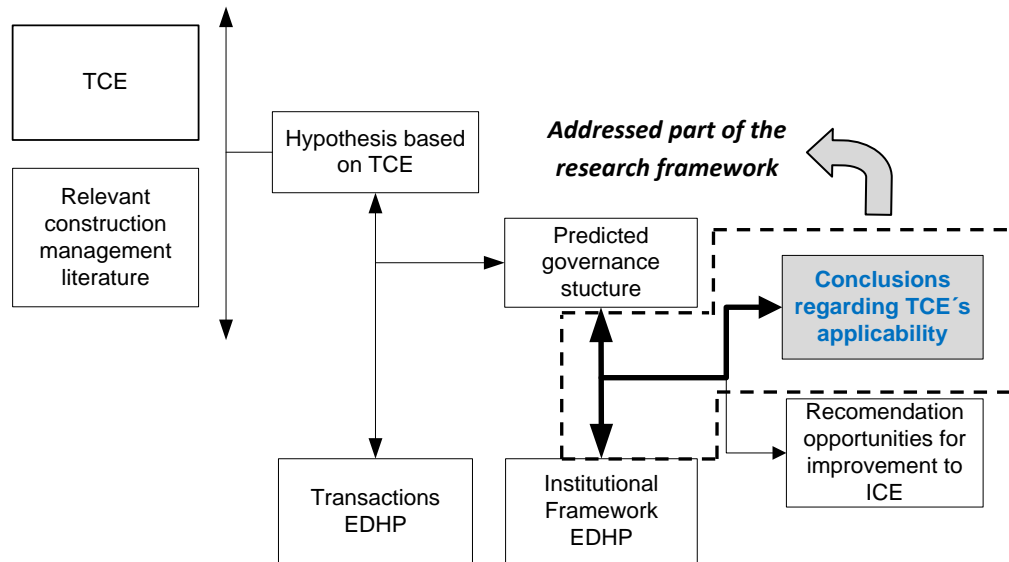 TCE
Relevant
construction
management
literature
Hypothesis based
on TCE
Addressed part of the
research framework
Predicted
governance
stucture
Conclusions
regarding TCE´s
applicability
Transactions
EDHP
Institutional
Framework
EDHP
Recomendation
opportunities for
improvement to
ICE